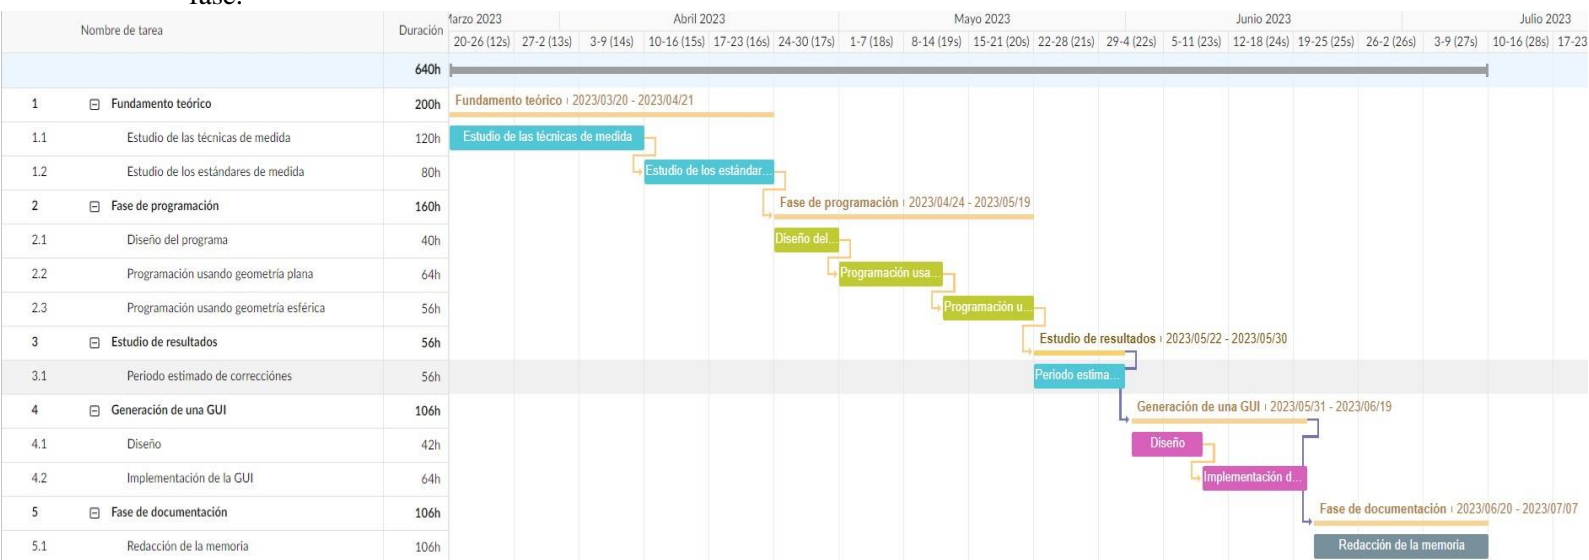 fase.
Nombre de tarea Duración
Marzo 2023 Abril 2023 Mayo 2023 Junio 2023 Julio 2023
20-26 (12s) 27-2 (13s) 3-9 (14s) 10-16 (15s) 17-23 (16s) 24-30 (17s) 1-7 (18s) 8-14 (19s) 15-21 (20s) 22-28 (21s) 29-4 (22s) 5-11 (23s) 12-18 (24s) 19-25 (25s) 26-2 (26s) 3-9 (27s) 10-16 (28s) 17-23
640h
1 Fundamento teórico 200h Fundamento teórico 2023/03/20 - 2023/04/21
1.1 Estudio de las técnicas de medida 120h Estudio de las técnicas de medida
1.2 Estudio de los estándares de medida 80h Estudio de los estándar...
2 Fase de programación 160h Fase de programación 2023/04/24 - 2023/05/19
2.1 Diseño del programa 40h Diseño del...
2.2 Programación usando geometría plana 64h Programación usa...
2.3 Programación usando geometría esférica 56h Programación u...
3 Estudio de resultados 56h Estudio de resultados 2023/05/22 - 2023/05/30
3.1 Periodo estimado de correcciónes 56h Periodo estima...
4 Generación de una GUI 106h Generación de una GUI 2023/05/31 - 2023/06/19
4.1 Diseño 42h Diseño
4.2 Implementación de la GUI 64h Implementación d...
5 Fase de documentación 106h Fase de documentación 2023/06/20 - 2023/07/07
5.1 Redacción de la memoria 106h Redacción de la memoria